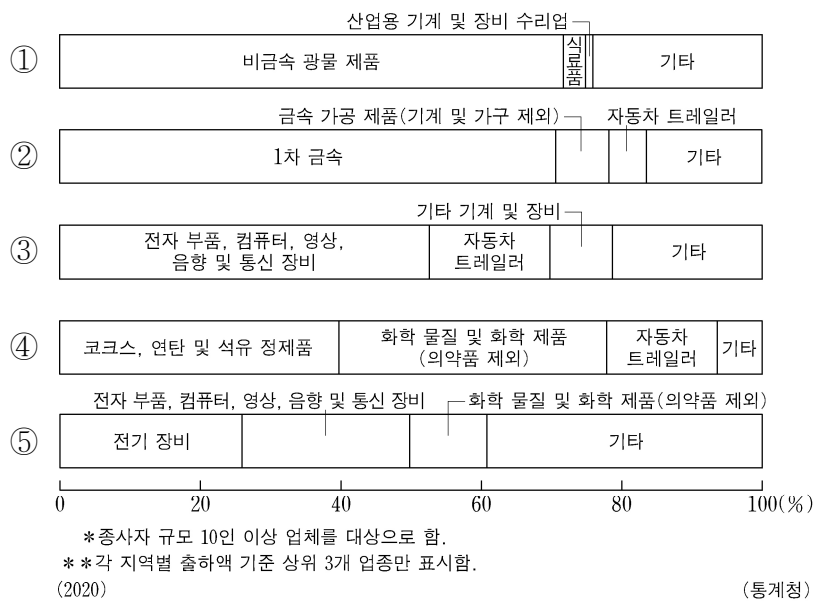 산업용 기계 및 장비 수리업
① 비금속 광물 제품 식료품 기타
금속 가공 제품(기계 및 가구 제외) 자동차 트레일러
② 1차 금속 기타
기타 기계 및 장비
③ 전자 부품, 컴퓨터, 영상,
음향 및 통신 장비
자동차
트레일러
기타
④ 코크스, 연탄 및 석유 정제품
화학 물질 및 화학 제품
(의약품 제외)
자동차
트레일러
기타
전자 부품, 컴퓨터, 영상, 음향 및 통신 장비 화학 물질 및 화학 제품(의약품 제외)
⑤ 전기 장비 기타
0 20 40 60 80 100(%)
*종사자 규모 10인 이상 업체를 대상으로 함.
**각 지역별 출하액 기준 상위 3개 업종만 표시함.
(2020) (통계청)